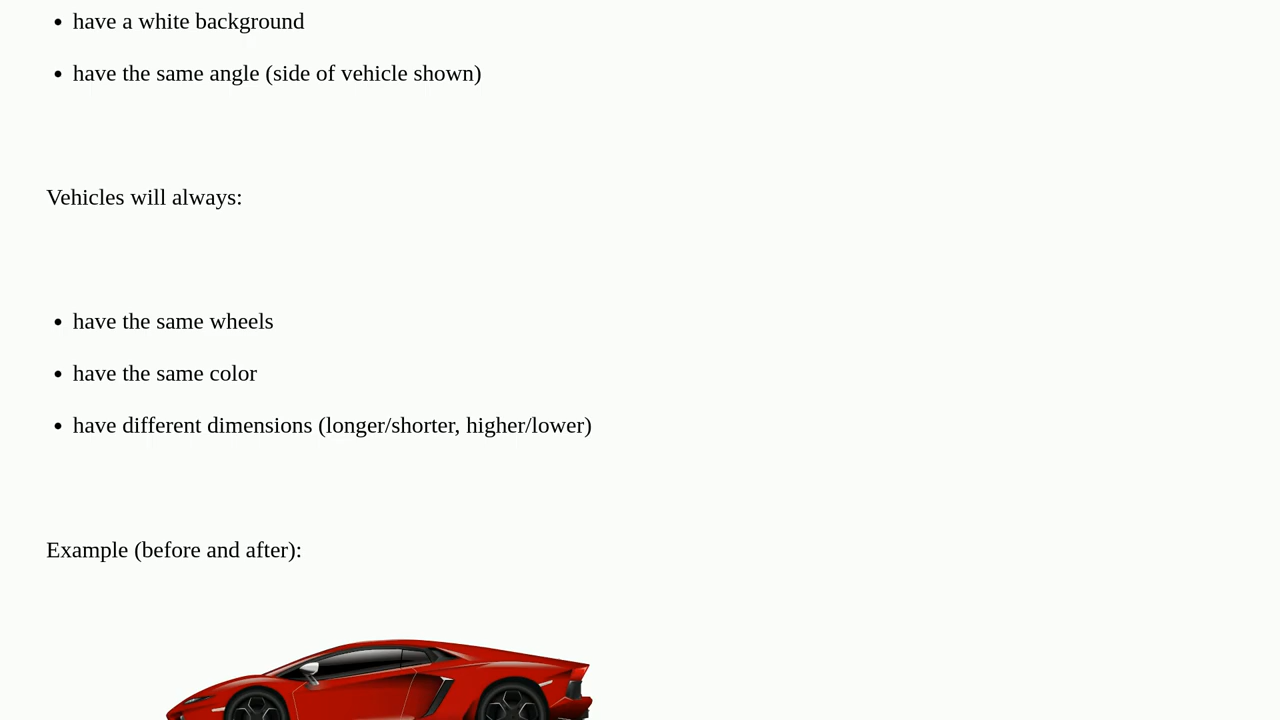 • have a white background
• have the same angle (side of vehicle shown)
Vehicles will always:
• have the same wheels
• have the same color
• have different dimensions (longer/shorter, higher/lower)
Example (before and after):